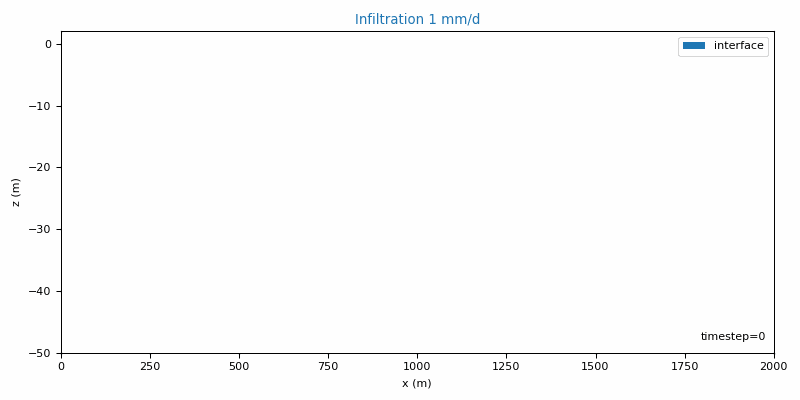 Infiltration 1 mm/d
interface
0
−10
−20
−30
−40
−50
z (m)
timestep=0
0 250 500 750 1000 1250 1500 1750 2000
x (m)